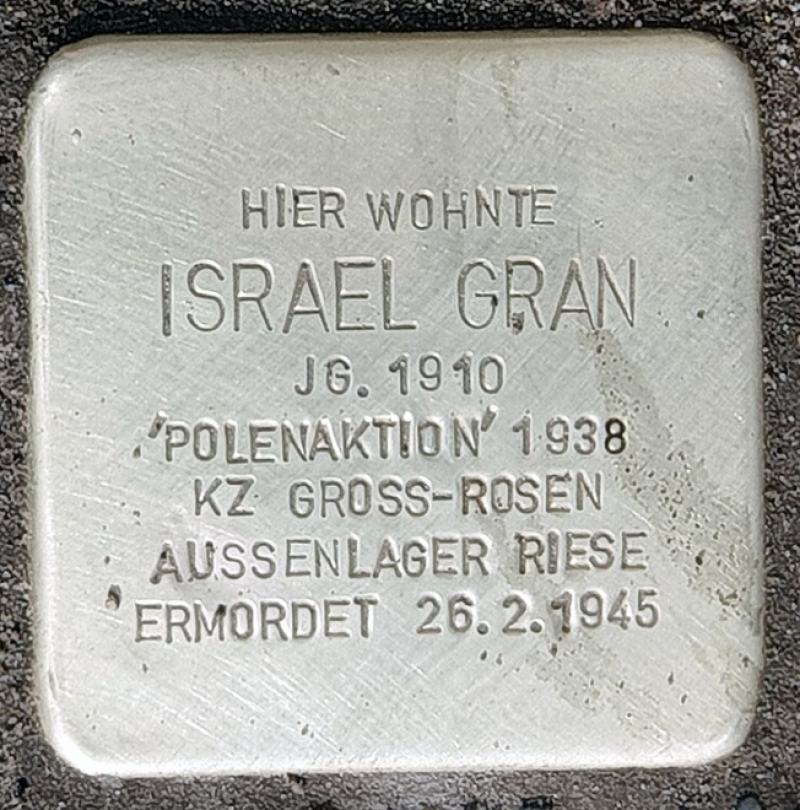 HIER WOHNTE
ISRAEL GRAN
JG. 1910
'POLENAKTION' 1938
KZ GROSS-ROSEN
AUSSENLAGER RIESE
ERMORDET 26.2.1945